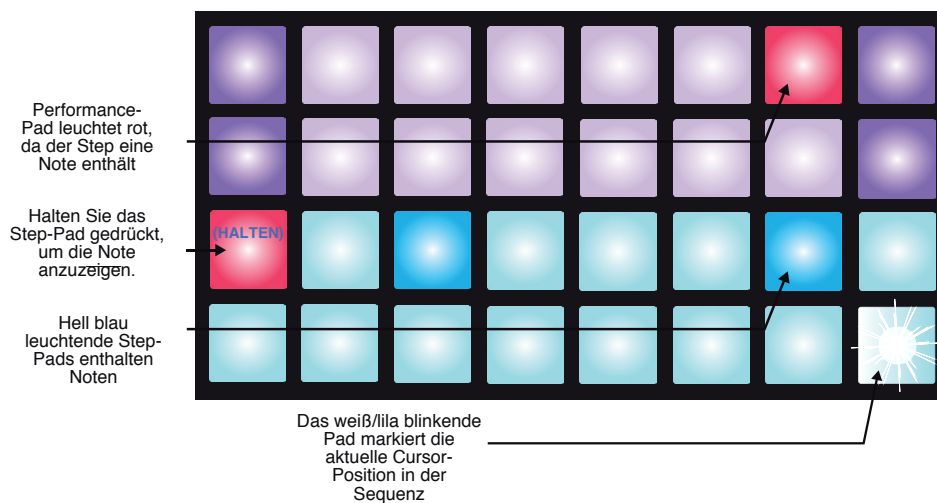 Performance-
Pad leuchtet rot,
da der Step eine
Note enthält
Halten Sie das
Step-Pad gedrückt,
um die Note
anzuzeigen.
(HALTEN)
Hell blau
leuchtende Step-
Pads enthalten
Noten
Das weiß/lila blinkende
Pad markiert die
aktuelle Cursor-
Position in der
Sequenz